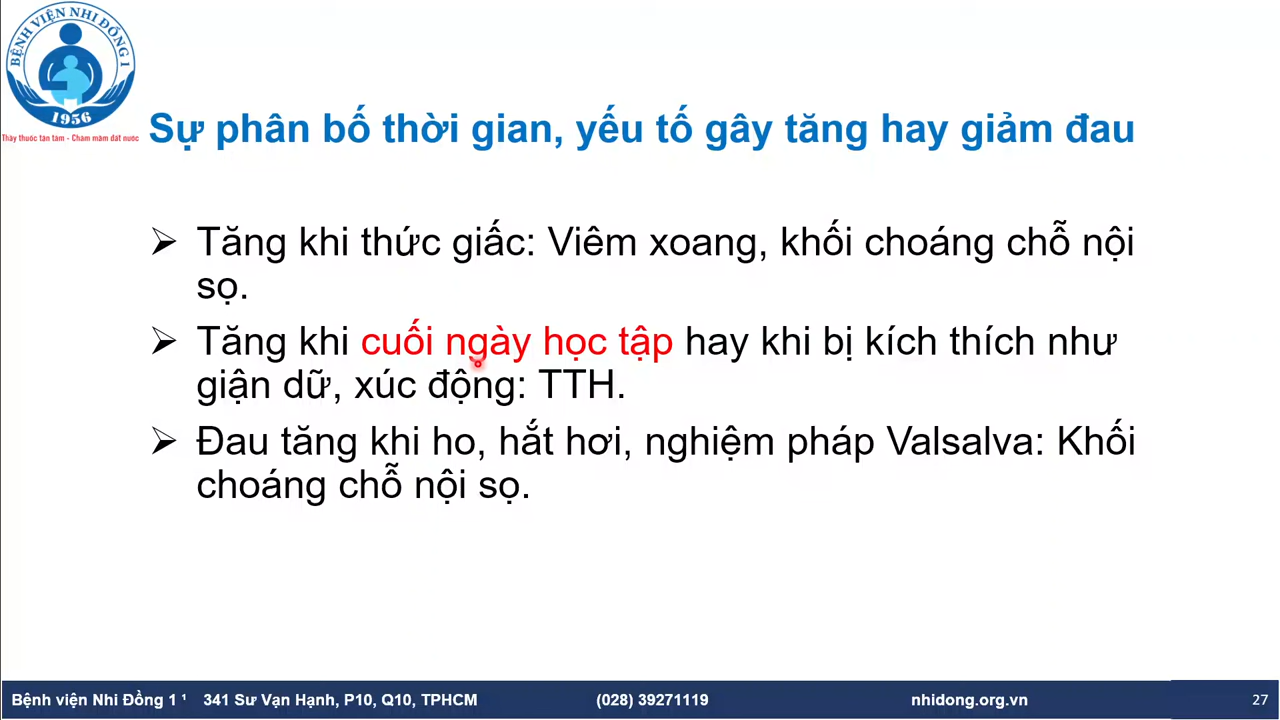 BỆNH VIỆN NHI ĐỒNG 1
1956
Thầy thuốc tận tâm - Chăm mầm đất nước
Sự phân bố thời gian, yếu tố gây tăng hay giảm đau
➢ Tăng khi thức giấc: Viêm xoang, khối choáng chỗ nội
sọ.
➢ Tăng khi cuối ngày học tập hay khi bị kích thích như
giận dữ, xúc động: TTH.
➢ Đau tăng khi ho, hắt hơi, nghiệm pháp Valsalva: Khối
choáng chỗ nội sọ.
Bệnh viện Nhi Đồng 1 ¹ 341 Sư Vạn Hạnh, P10, Q10, TPHCM (028) 39271119 nhidong.org.vn 27